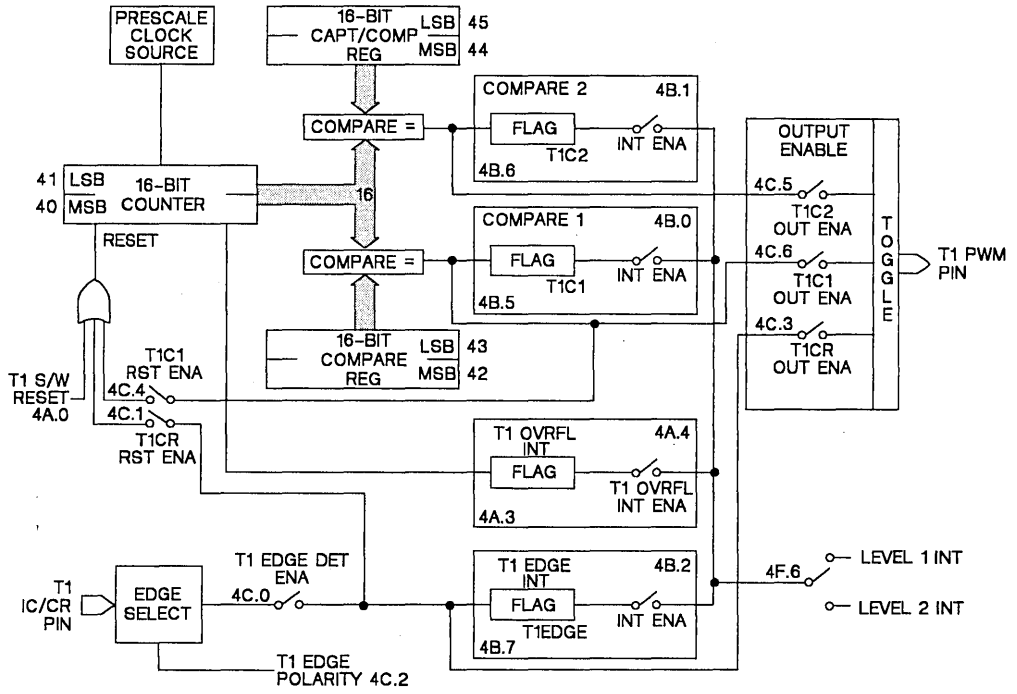 PRESCALE
CLOCK
SOURCE
16-BIT
CAPT/COMP
REG
LSB 45
MSB 44
COMPARE =
COMPARE 2
4B.1
FLAG
T1C2
INT ENA
4B.6
OUTPUT
ENABLE
4C.5
T1C2
OUT ENA
4C.6
T1C1
OUT ENA
4C.3
T1CR
OUT ENA
TOGGLE
T1 PWM
PIN
41 LSB
40 MSB
16-BIT
COUNTER
16
RESET
COMPARE 1
4B.0
FLAG
T1C1
INT ENA
4B.5
COMPARE =
16-BIT
COMPARE
REG
LSB 43
MSB 42
T1 S/W
RESET
4A.0
T1C1
RST ENA
4C.4
4C.1
T1CR
RST ENA
T1 OVRFL
INT
4A.4
FLAG
T1 OVRFL
INT ENA
4A.3
T1 EDGE
INT
4B.2
FLAG
T1EDGE
INT ENA
4B.7
T1
IC/CR
PIN
EDGE
SELECT
T1 EDGE DET
ENA
4C.0
T1 EDGE
POLARITY 4C.2
4F.6
LEVEL 1 INT
LEVEL 2 INT